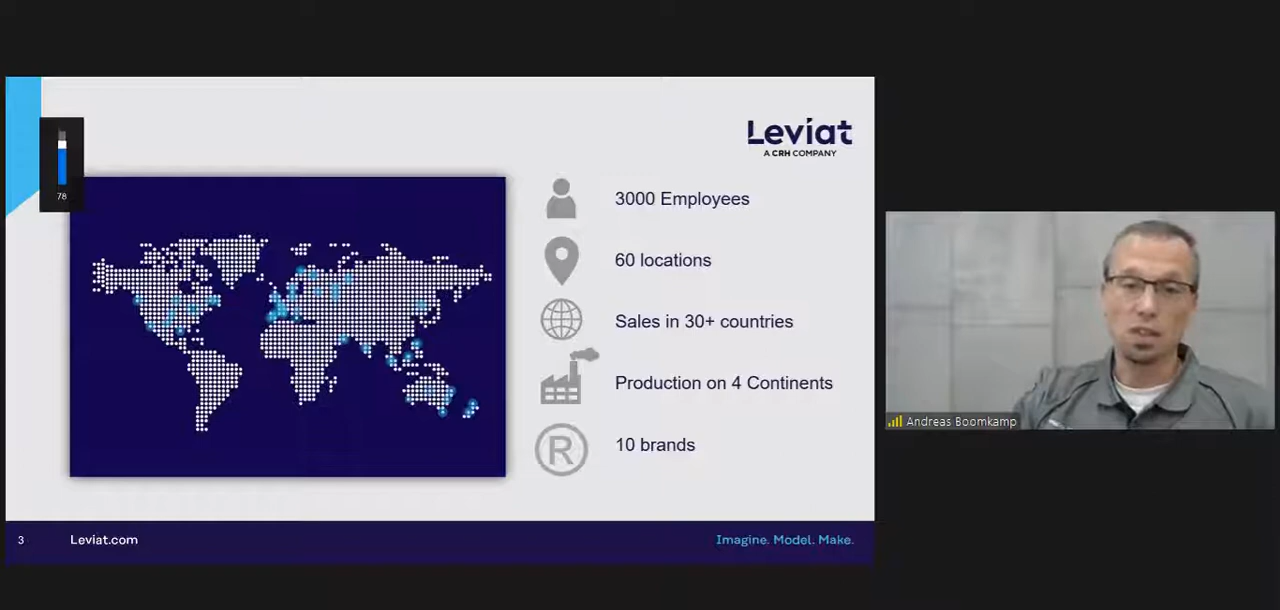 Leviat
A CRH COMPANY
78
3000 Employees
60 locations
Sales in 30+ countries
Production on 4 Continents
R
10 brands
Andreas Boomkamp
3
Leviat.com
Imagine. Model. Make.